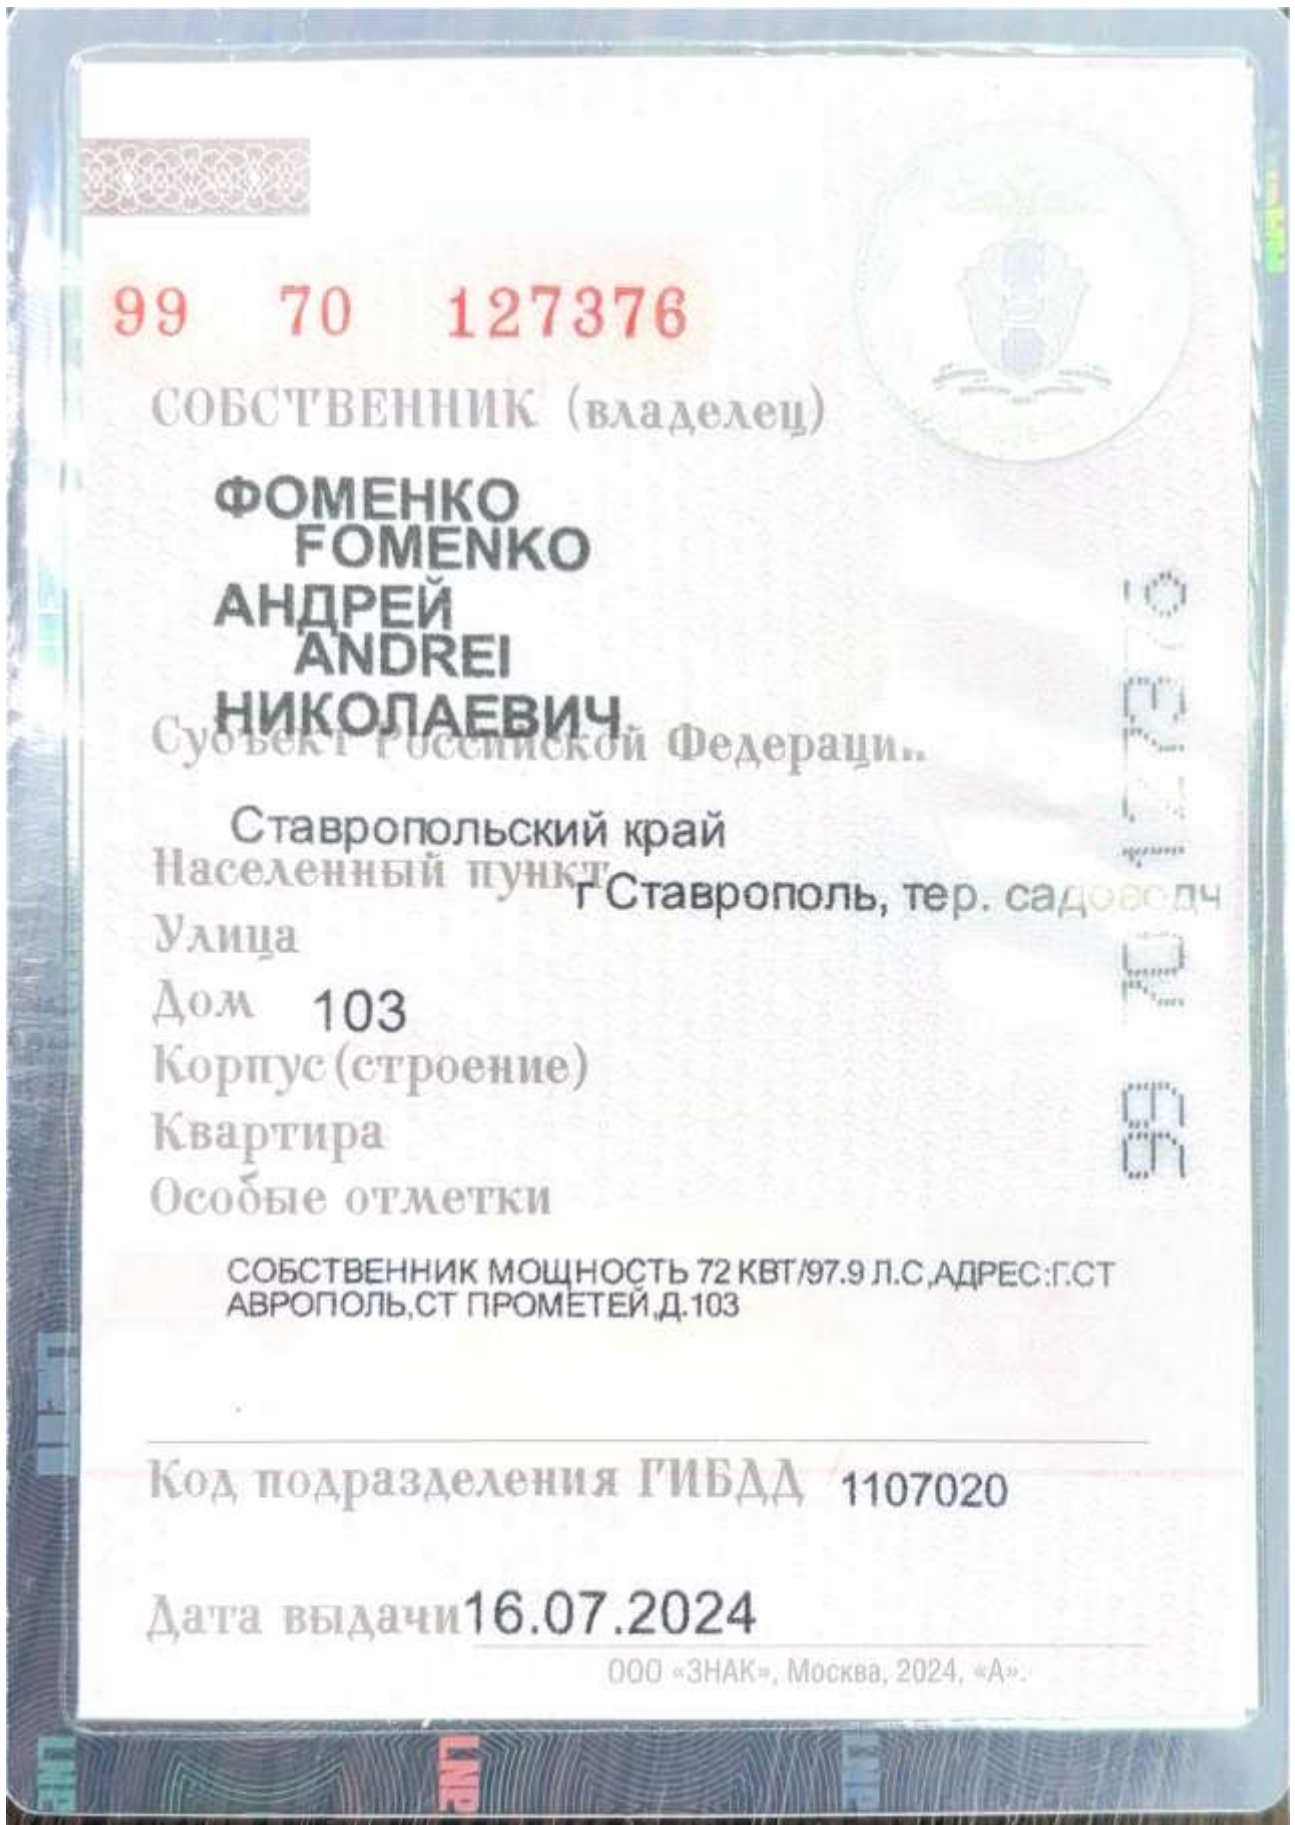 99 70 127376
СОБСТВЕННИК (владелец)
ФОМЕНКО
FOMENKO
АНДРЕЙ
ANDREI
НИКОЛАЕВИЧ
Субъект Российской Федерации
Ставропольский край
Населенный пункт
г Ставрополь, тер. садоводч
Улица
Дом 103
Корпус (строение)
Квартира
Особые отметки
СОБСТВЕННИК МОЩНОСТЬ 72 КВТ/97.9 Л.С,АДРЕС:Г.СТ
АВРОПОЛЬ,СТ ПРОМЕТЕЙ,Д.103
Код подразделения ГИБДД 1107020
Дата выдачи 16.07.2024
ООО «ЗНАК», Москва, 2024, «А».
99 70 127376